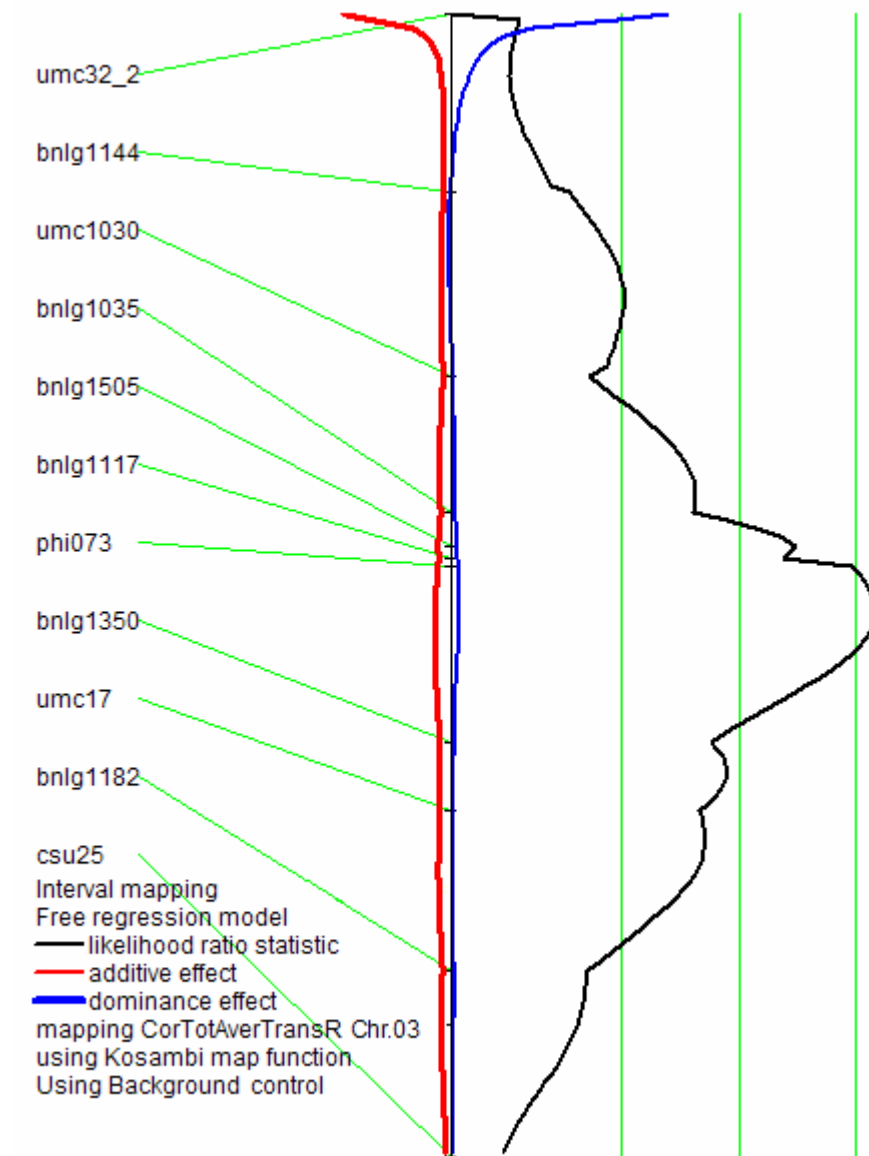 umc32_2
bnlg1144
umc1030
bnlg1035
bnlg1505
bnlg1117
phi073
bnlg1350
umc17
bnlg1182
csu25
Interval mapping
Free regression model
likelihood ratio statistic
additive effect
dominance effect
mapping CorTotAverTransR Chr.03
using Kosambi map function
Using Background control